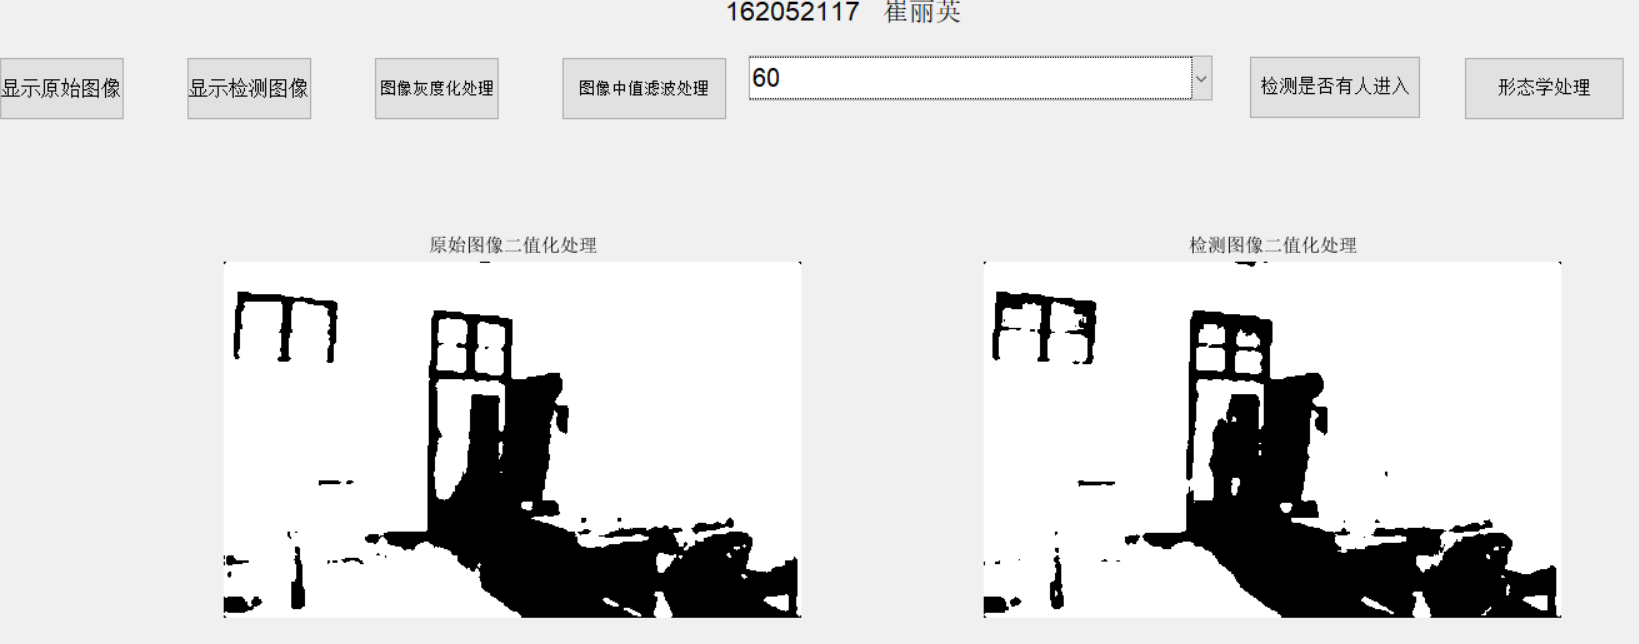 162052117 崔丽英
显示原始图像
显示检测图像
图像灰度化处理
图像中值滤波处理
60
检测是否有人进入
形态学处理
原始图像二值化处理
检测图像二值化处理